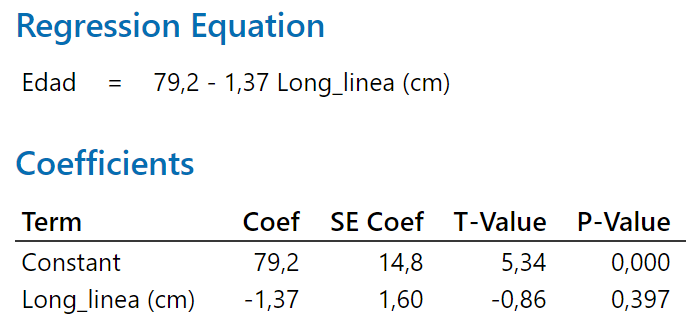 Regression Equation
Edad = 79,2 - 1,37 Long_linea (cm)
Coefficients
Term Coef SE Coef T-Value P-Value
Constant 79,2 14,8 5,34 0,000
Long_linea (cm) -1,37 1,60 -0,86 0,397